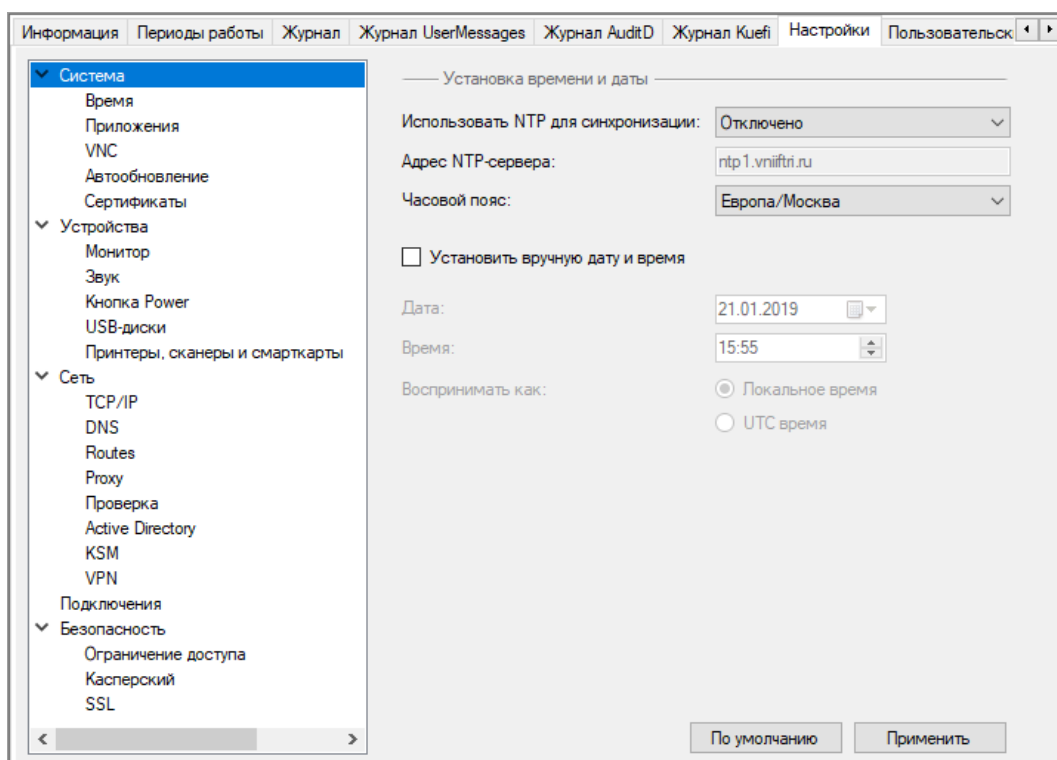 Информация Периоды работы Журнал Журнал UserMessages Журнал AuditD Журнал Kuefi Настройки Пользовательск
Система
Время
Приложения
VNC
Автообновление
Сертификаты
Устройства
Монитор
Звук
Кнопка Power
USB-диски
Принтеры, сканеры и смарткарты
Сеть
TCP/IP
DNS
Routes
Proxy
Проверка
Active Directory
KSM
VPN
Подключения
Безопасность
Ограничение доступа
Касперский
SSL
Установка времени и даты
Использовать NTP для синхронизации: Отключено
Адрес NTP-сервера: ntp1.vniiftri.ru
Часовой пояс: Европа/Москва
Установить вручную дату и время
Дата: 21.01.2019
Время: 15:55
Воспринимать как: Локальное время
UTC время
По умолчанию Применить